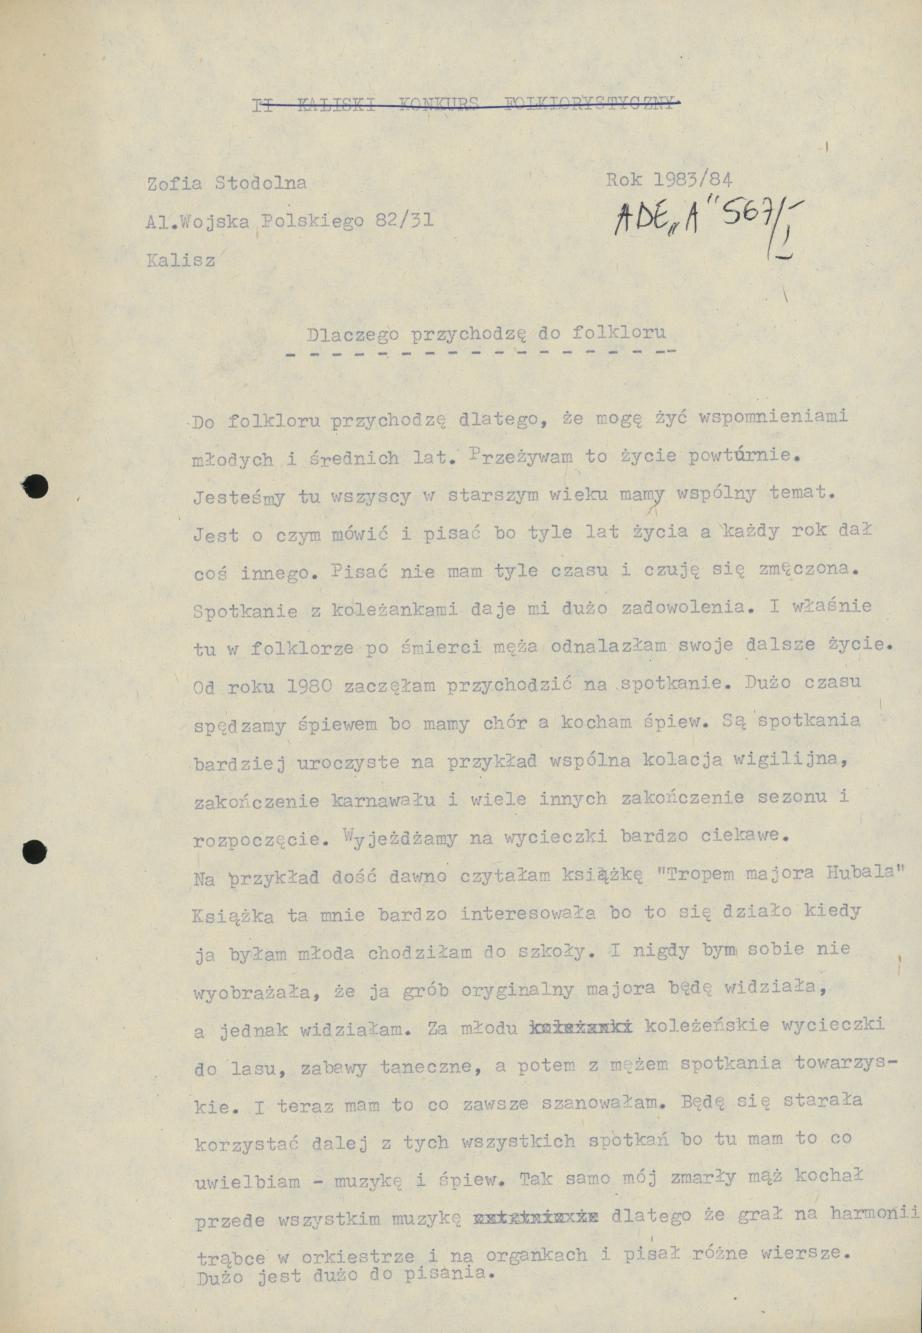 II KALISKI KONKURS FOLKLORYSTYCZNY
Zofia Stodolna
Rok 1983/84
Al.Wojska Polskiego 82/31
ADE„A" 567/I
Kalisz
Dlaczego przychodzę do folkloru
Do folkloru przychodzę dlatego, że mogę żyć wspomnieniami
młodych i średnich lat. Przeżywam to życie powtúrnie.
Jesteśmy tu wszyscy w starszym wieku mamy wspólny temat.
Jest o czym mówić i pisać bo tyle lat życia a każdy rok dał
coś innego. Pisać nie mam tyle czasu i czuję się zmęczona.
Spotkanie z koleżankami daje mi dużo zadowolenia. I właśnie
tu w folklorze po śmierci męża odnalazłam swoje dalsze życie.
Od roku 1980 zaczęłam przychodzić na spotkanie. Dużo czasu
spędzamy śpiewem bo mamy chór a kocham śpiew. Są spotkania
bardziej uroczyste na przykład wspólna kolacja wigilijna,
zakończenie karnawału i wiele innych zakończenie sezonu i
rozpoczęcie. Wyjeżdżamy na wycieczki bardzo ciekawe.
Na przykład dość dawno czytałam książkę "Tropem majora Hubala"
Książka ta mnie bardzo interesowała bo to się działo kiedy
ja byłam młoda chodziłam do szkoły. I nigdy bym sobie nie
wyobrażała, że ja grób oryginalny majora będę widziała,
a jednak widziałam. Za młodu koleżanki koleżeńskie wycieczki
do lasu, zabawy taneczne, a potem z mężem spotkania towarzys-
kie. I teraz mam to co zawsze szanowałam. Będę się starała
korzystać dalej z tych wszystkich spotkań bo tu mam to co
uwielbiam - muzykę i śpiew. Tak samo mój zmarły mąż kochał
przede wszystkim muzykę dlatego że grał na harmonii
trąbce w orkiestrze i na organkach i pisał różne wiersze.
Dużo jest dużo do pisania.